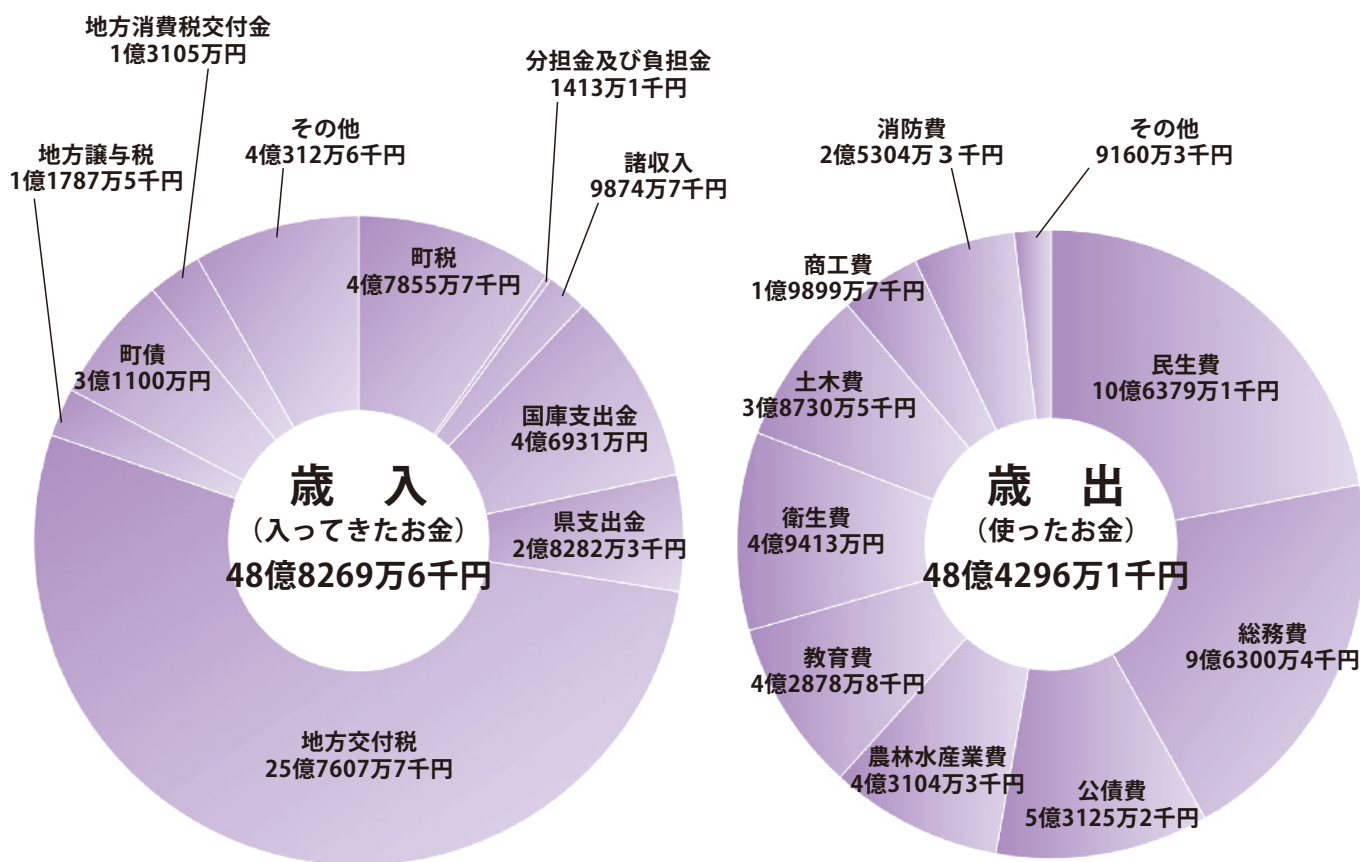 地方消費税交付金
1億3105万円
分担金及び負担金
1413万1千円
その他
4億312万6千円
地方譲与税
1億1787万5千円
諸収入
9874万7千円
町税
4億7855万7千円
町債
3億1100万円
国庫支出金
4億6931万円
県支出金
2億8282万3千円
歳 入
(入ってきたお金)
48億8269万6千円
地方交付税
25億7607万7千円
消防費
2億5304万3千円
その他
9160万3千円
商工費
1億9899万7千円
民生費
10億6379万1千円
土木費
3億8730万5千円
歳 出
(使ったお金)
48億4296万1千円
衛生費
4億9413万円
総務費
9億6300万4千円
教育費
4億2878万8千円
農林水産業費
4億3104万3千円
公債費
5億3125万2千円